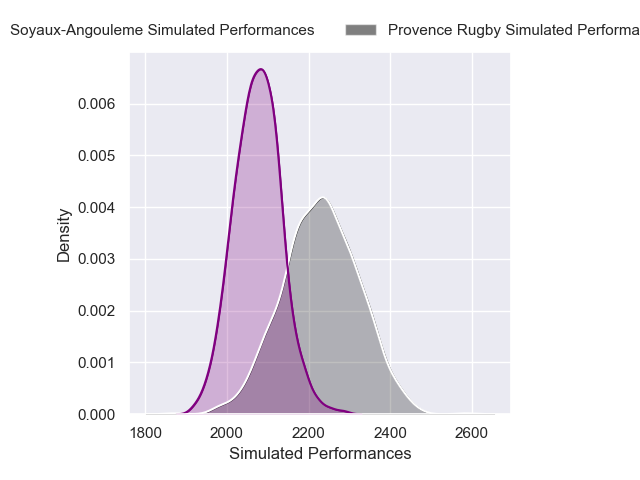 Soyaux-Angouleme Simulated Performances
Provence Rugby Simulated Performa
0.006
0.005
0.004
0.003
0.002
0.001
0.000
Density
1800 2000 2200 2400 2600
Simulated Performances